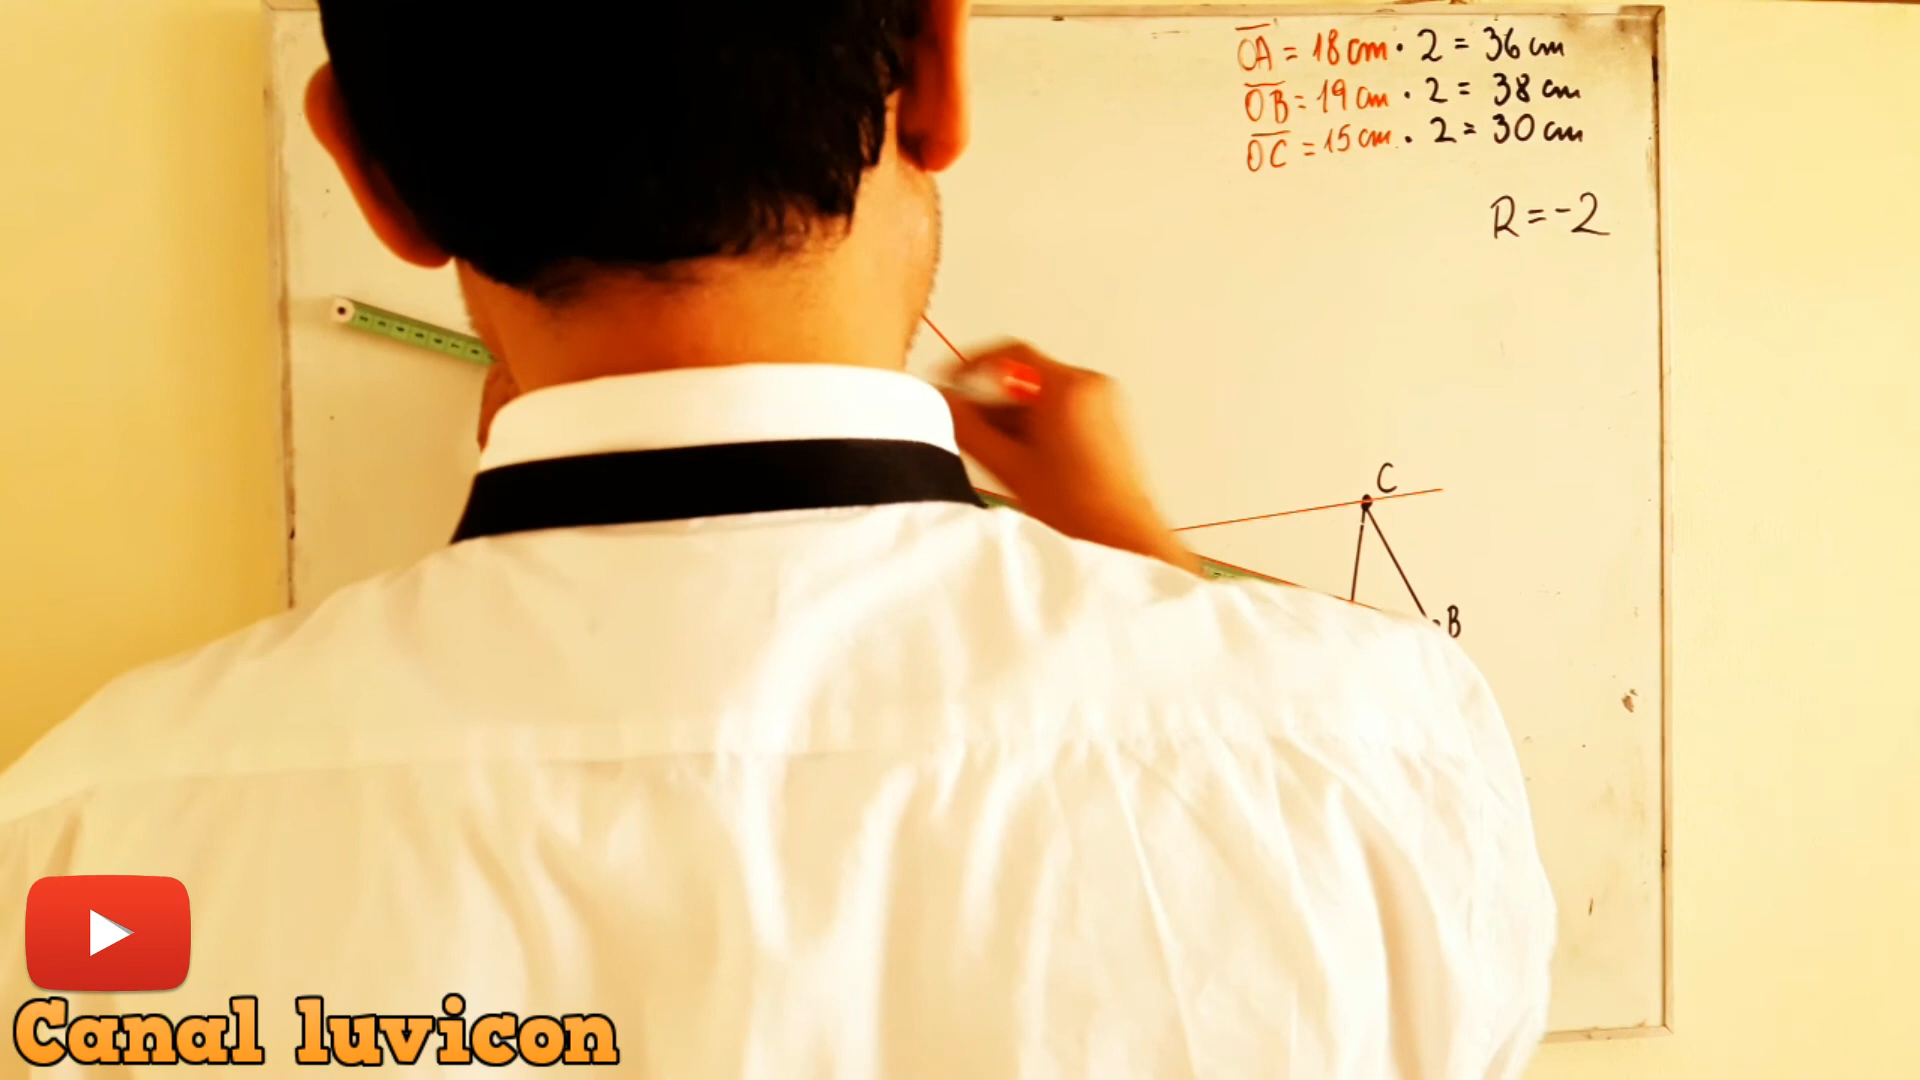 OA = 18 cm · 2 = 36 cm
OB = 19 cm · 2 = 38 cm
OC = 15 cm · 2 = 30 cm
R = -2
C
B
Canal luvicon